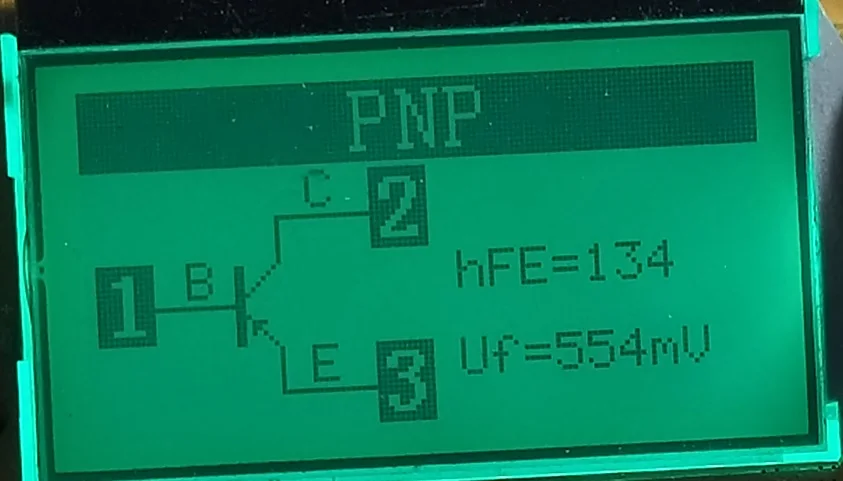 PNP
C 2
1 B
hFE=134
E 3
Uf=554mV